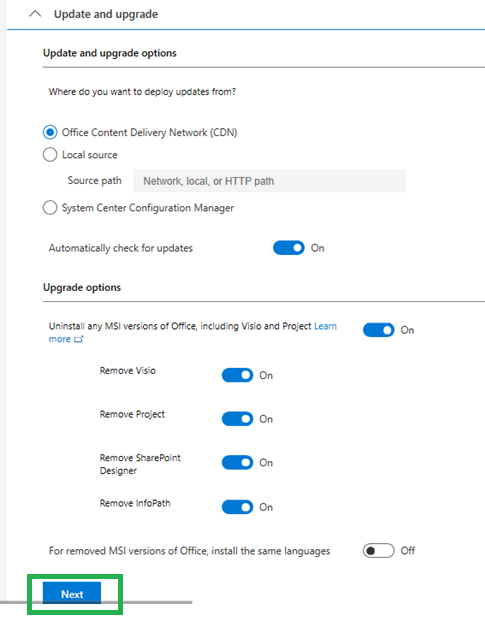 Update and upgrade
Update and upgrade options
Where do you want to deploy updates from?
Office Content Delivery Network (CDN)
Local source
Source path Network, local, or HTTP path
System Center Configuration Manager
Automatically check for updates On
Upgrade options
Uninstall any MSI versions of Office, including Visio and Project Learn
more On
Remove Visio On
Remove Project On
Remove SharePoint
Designer On
Remove InfoPath On
For removed MSI versions of Office, install the same languages Off
Next